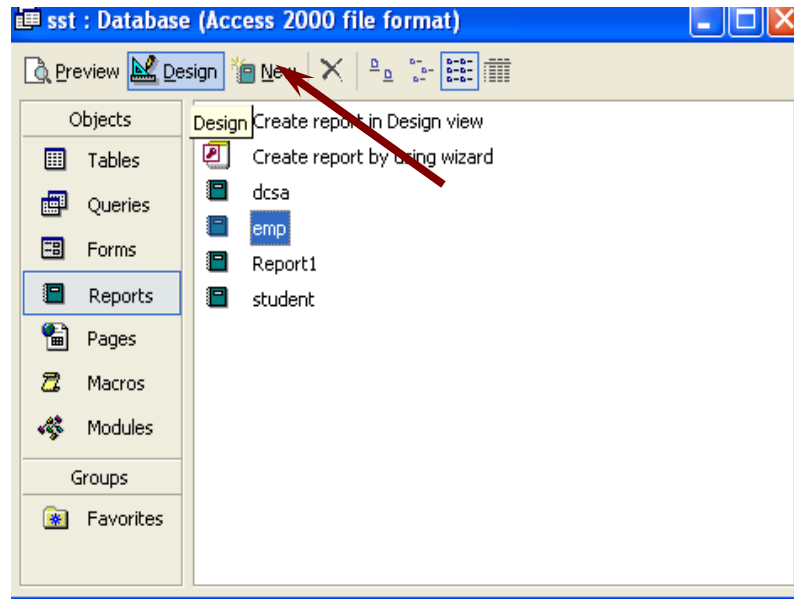 sst : Database (Access 2000 file format)
Preview Design New
Objects
Tables
Queries
Forms
Reports
Pages
Macros
Modules
Groups
Favorites
Design
Create report in Design view
Create report by using wizard
dcsa
emp
Report1
student